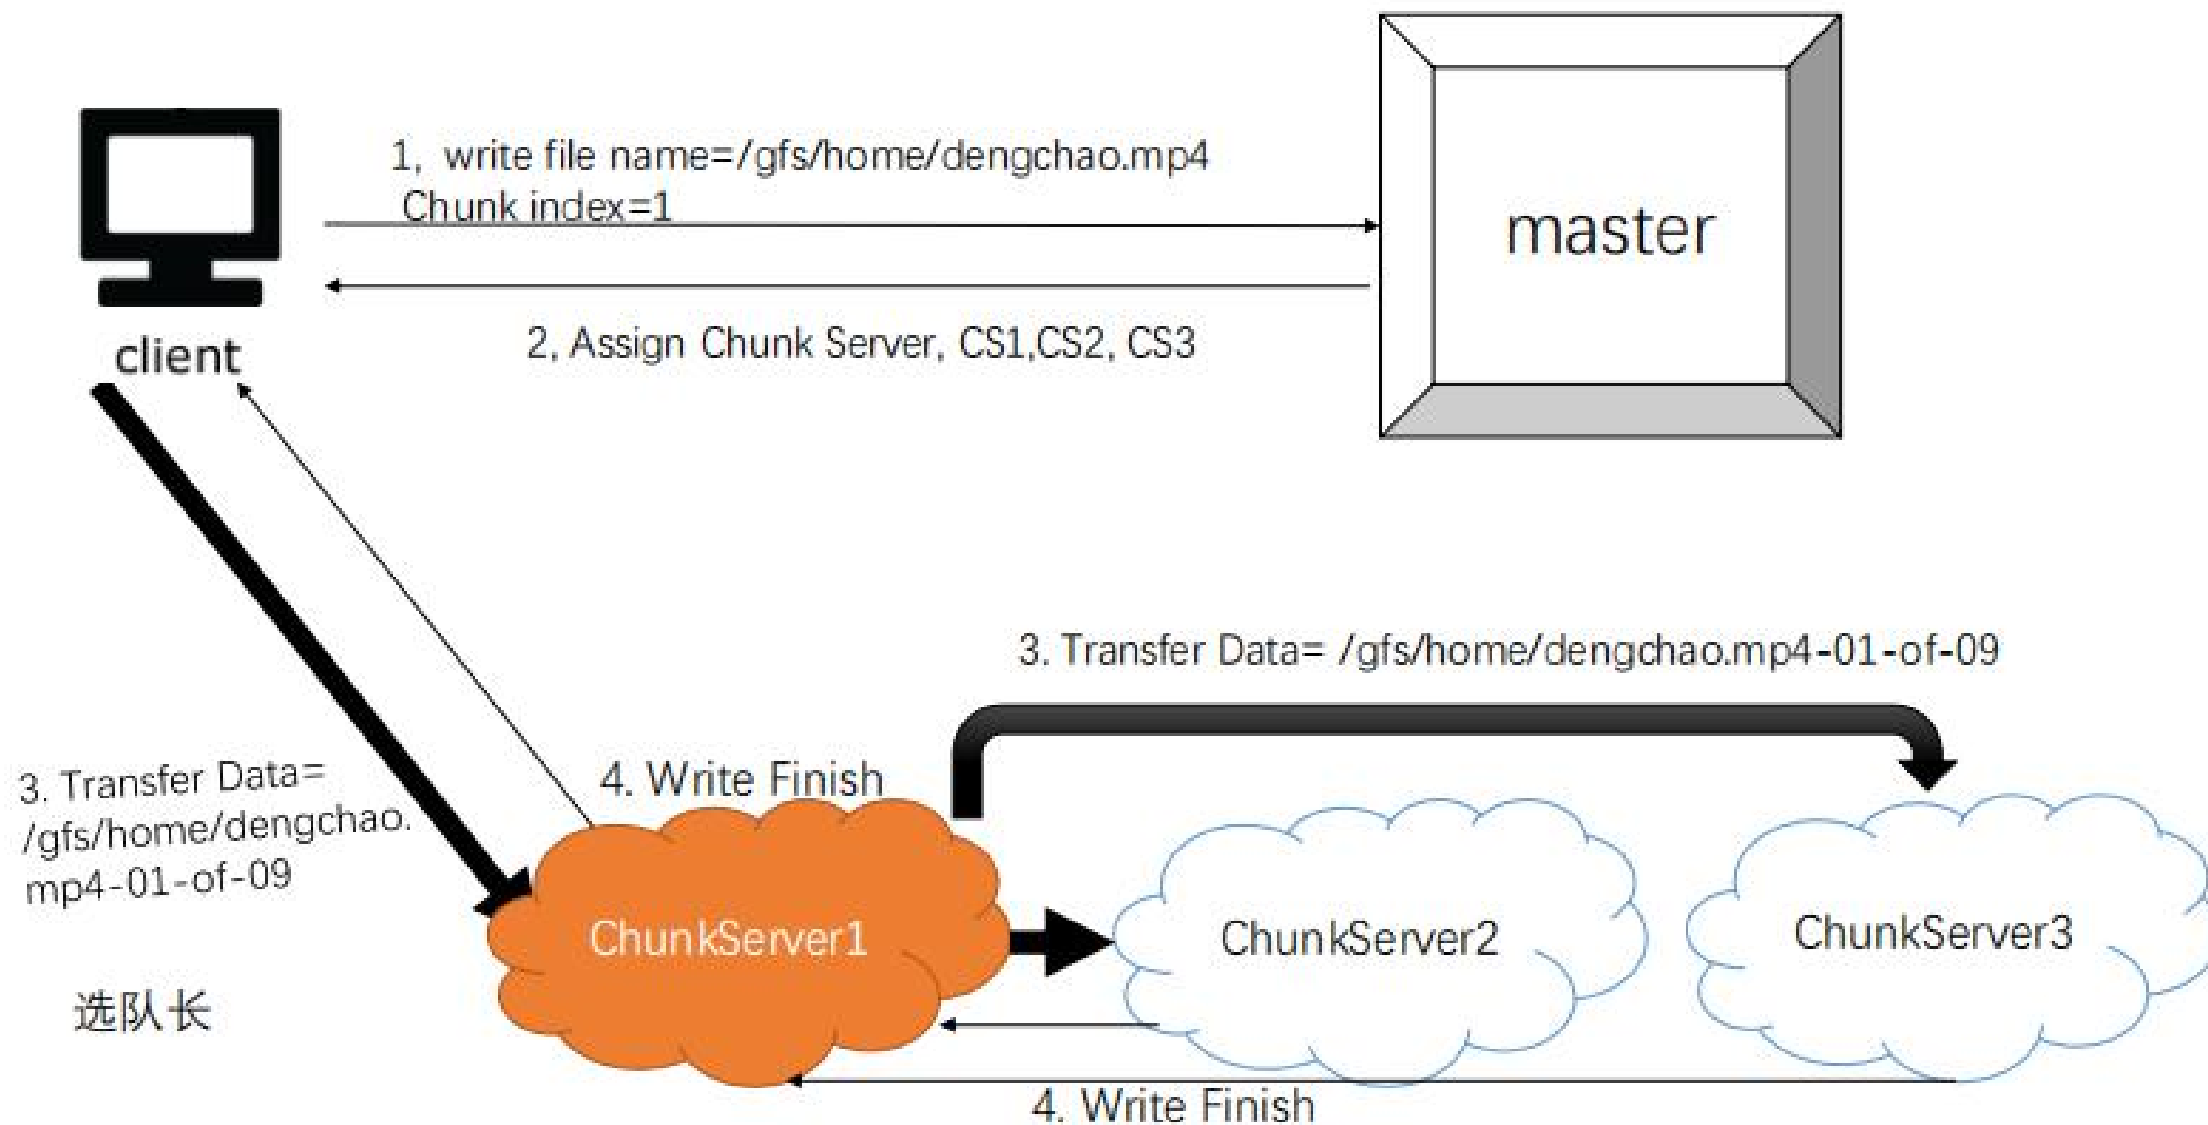 1, write file name=/gfs/home/dengchao.mp4
Chunk index=1
master
2, Assign Chunk Server, CS1,CS2, CS3
client
3. Transfer Data= /gfs/home/dengchao.mp4-01-of-09
3. Transfer Data=
/gfs/home/dengchao.
mp4-01-of-09
4. Write Finish
ChunkServer1
ChunkServer2
ChunkServer3
选队长
4. Write Finish